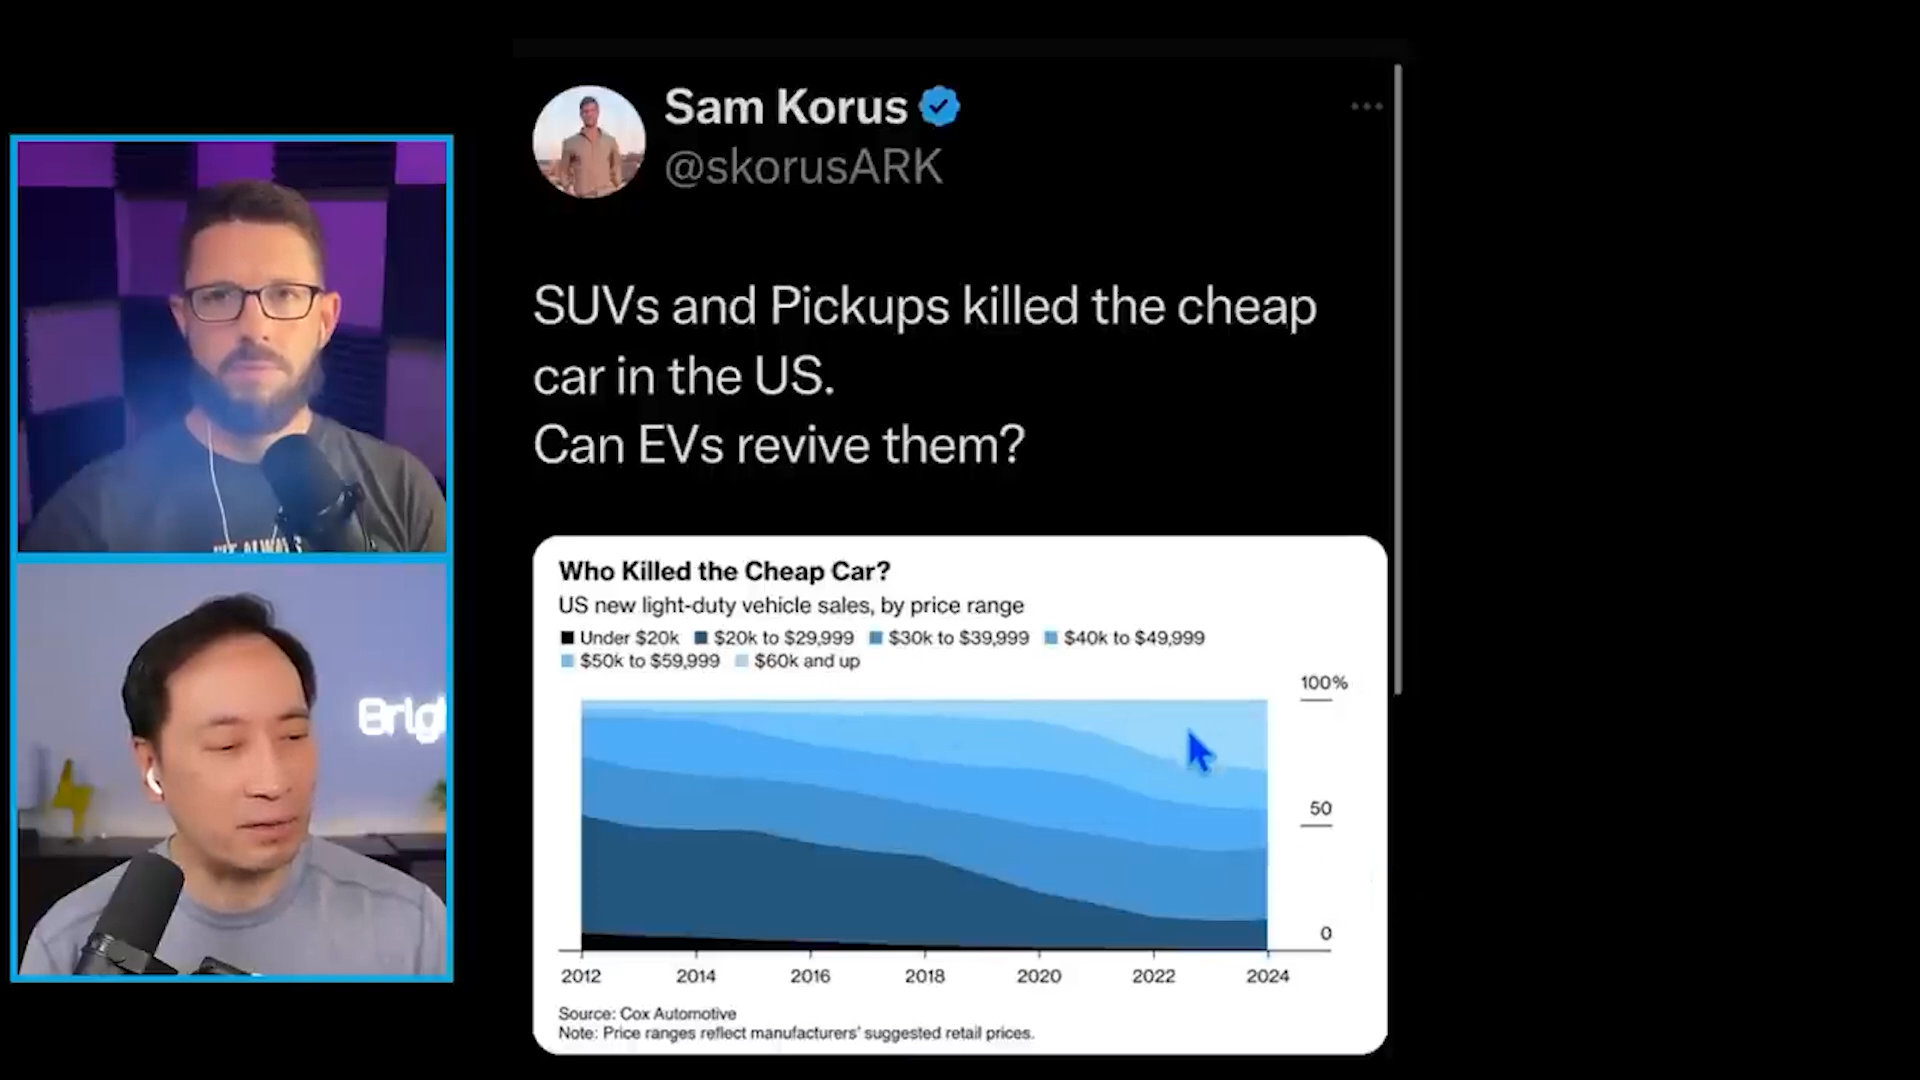 Sam Korus
@skorusARK
SUVs and Pickups killed the cheap
car in the US.
Can EVs revive them?
Who Killed the Cheap Car?
US new light-duty vehicle sales, by price range
Under $20k $20k to $29,999 $30k to $39,999 $40k to $49,999
$50k to $59,999 $60k and up
100%
50
0
2012 2014 2016 2018 2020 2022 2024
Source: Cox Automotive
Note: Price ranges reflect manufacturers' suggested retail prices.